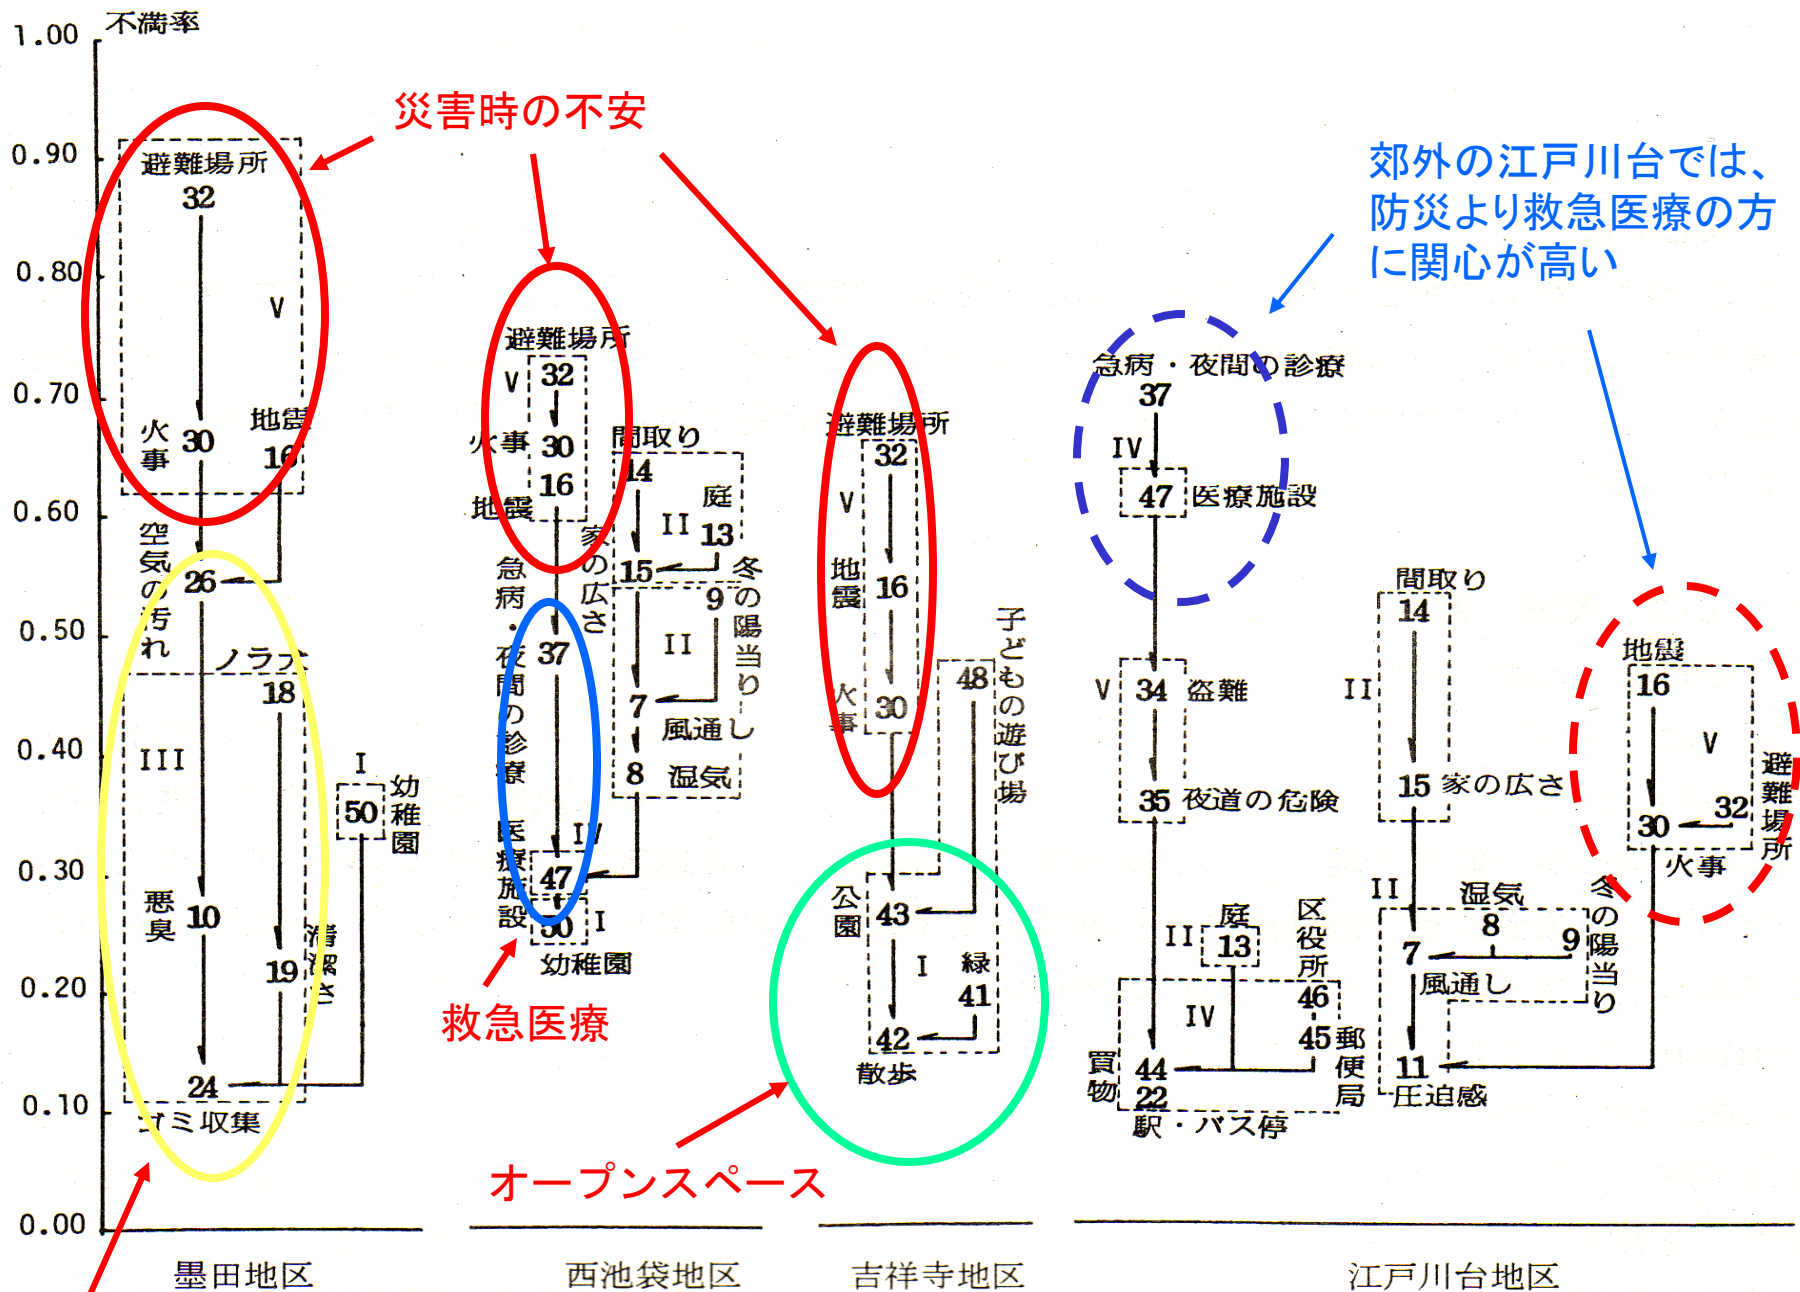 不満率
1.00
0.90
0.80
0.70
0.60
0.50
0.40
0.30
0.20
0.10
0.00
災害時の不安
郊外の江戸川台では、
防災より救急医療の方
に関心が高い
避難場所
32
V
火事
30
地震
16
空気の汚れ
26
ノラ犬
18
III
悪臭
10
清潔さ
19
24
ゴミ収集
I
50
幼稚園
墨田地区
避難場所
V
32
火事
30
16
地震
急病・夜間の診療
37
IV
医療施設
47
50
I
幼稚園
救急医療
間取り
14
庭
II
13
家の広さ
15
冬の陽当り
9
II
7
風通し
8
湿気
西池袋地区
避難場所
32
V
地震
16
火事
30
48
子どもの遊び場
公園
43
I
緑
41
42
散歩
オープンスペース
吉祥寺地区
急病・夜間の診療
37
IV
47
医療施設
V
34
盗難
35
夜道の危険
II
庭
13
区役所
46
IV
45
郵便局
買物
44
22
駅・バス停
間取り
14
II
15
家の広さ
II
湿気
8
9
冬の陽当り
7
風通し
11
圧迫感
地震
16
V
避難場所
32
30
火事
江戸川台地区